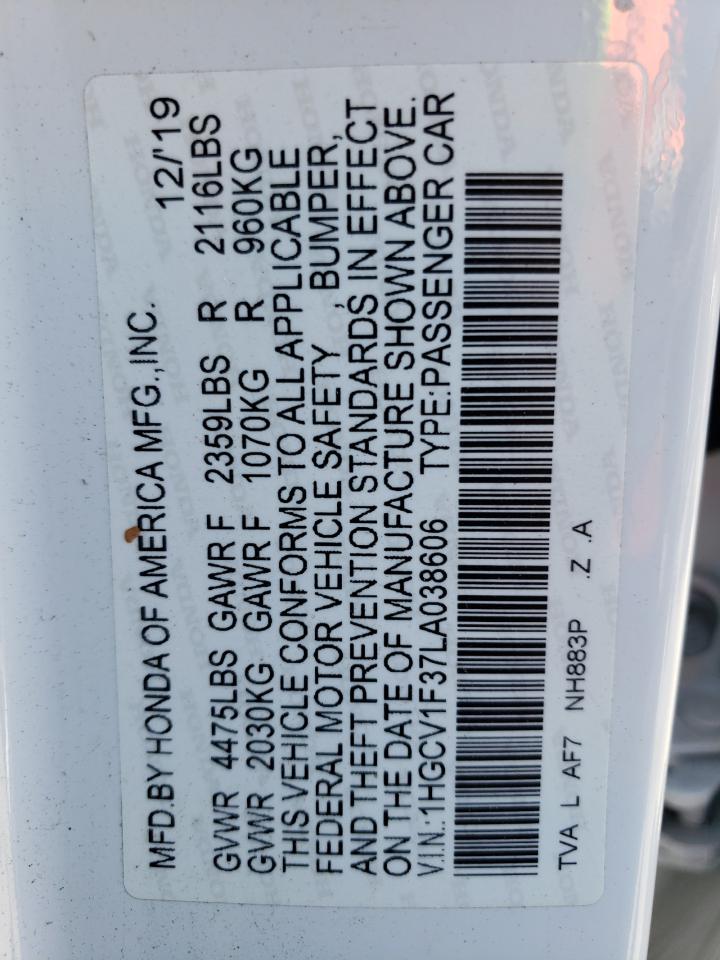 MFD.BY HONDA OF AMERICA MFG.,INC. 12/'19
GVWR 4475LBS GAWR F 2359LBS R 2116LBS
GVWR 2030KG GAWR F 1070KG R 960KG
THIS VEHICLE CONFORMS TO ALL APPLICABLE
FEDERAL MOTOR VEHICLE SAFETY , BUMPER,
AND THEFT PREVENTION STANDARDS IN EFFECT
ON THE DATE OF MANUFACTURE SHOWN ABOVE.
V.I.N.:1HGCV1F37LA038606 TYPE:PASSENGER CAR
TVA L AF7 NH883P .Z .A